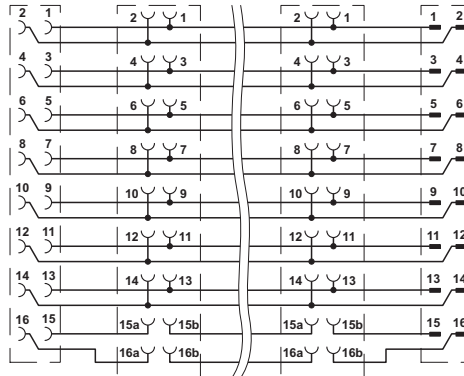 2 1 2 1 2 1 1 2
4 3 4 3 4 3 3 4
6 5 6 5 6 5 5 6
8 7 8 7 8 7 7 8
10 9 10 9 10 9 9 10
12 11 12 11 12 11 11 12
14 13 14 13 14 13 13 14
16 15 15a 15b 15a 15b 15 16
16a 16b 16a 16b